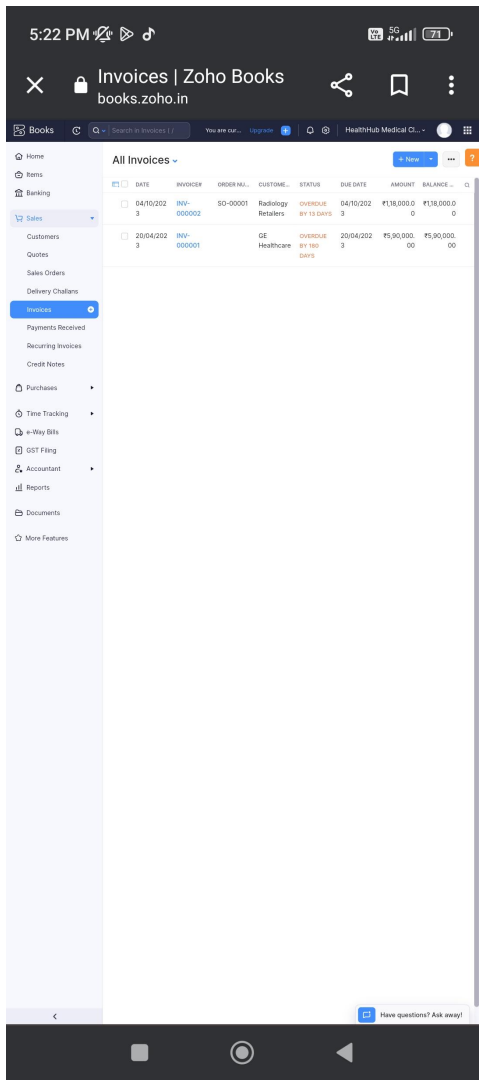 5:22 PM
Vo LTE 5G 71
Invoices | Zoho Books
books.zoho.in
Books Search in Invoices ( / You are cur... Upgrade HealthHub Medical Cl...
Home
Items
Banking
Sales
Customers
Quotes
Sales Orders
Delivery Challans
Invoices
Payments Received
Recurring Invoices
Credit Notes
Purchases
Time Tracking
e-Way Bills
GST Filing
Accountant
Reports
Documents
More Features
All Invoices
+ New
?
DATE INVOICE# ORDER NU... CUSTOME... STATUS DUE DATE AMOUNT BALANCE ...
04/10/202 INV- SO-00001 Radiology OVERDUE 04/10/202 ₹1,18,000.0 ₹1,18,000.0
3 000002 Retailers BY 13 DAYS 3 0 0
20/04/202 INV- GE OVERDUE 20/04/202 ₹5,90,000. ₹5,90,000.
3 000001 Healthcare BY 180 3 00 00
DAYS
Have questions? Ask away!